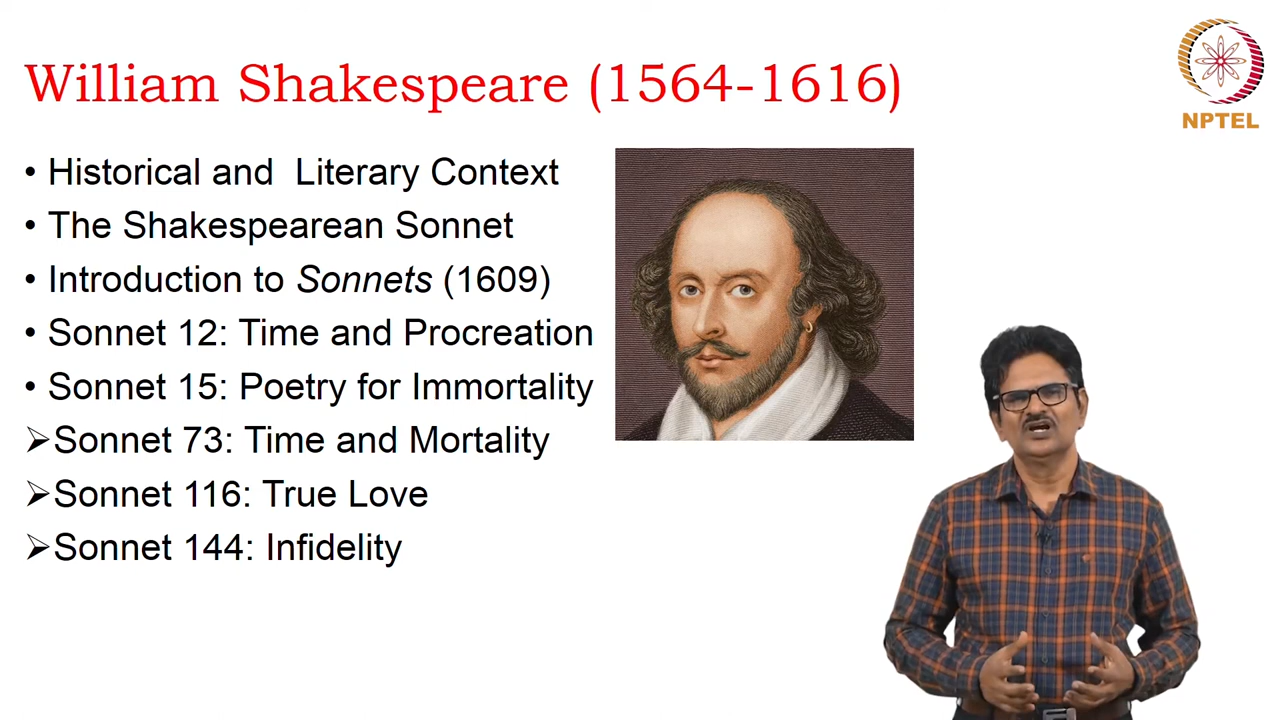 William Shakespeare (1564-1616)
NPTEL
• Historical and  Literary Context
• The Shakespearean Sonnet
• Introduction to Sonnets (1609)
• Sonnet 12: Time and Procreation
• Sonnet 15: Poetry for Immortality
➢Sonnet 73: Time and Mortality
➢Sonnet 116: True Love
➢Sonnet 144: Infidelity